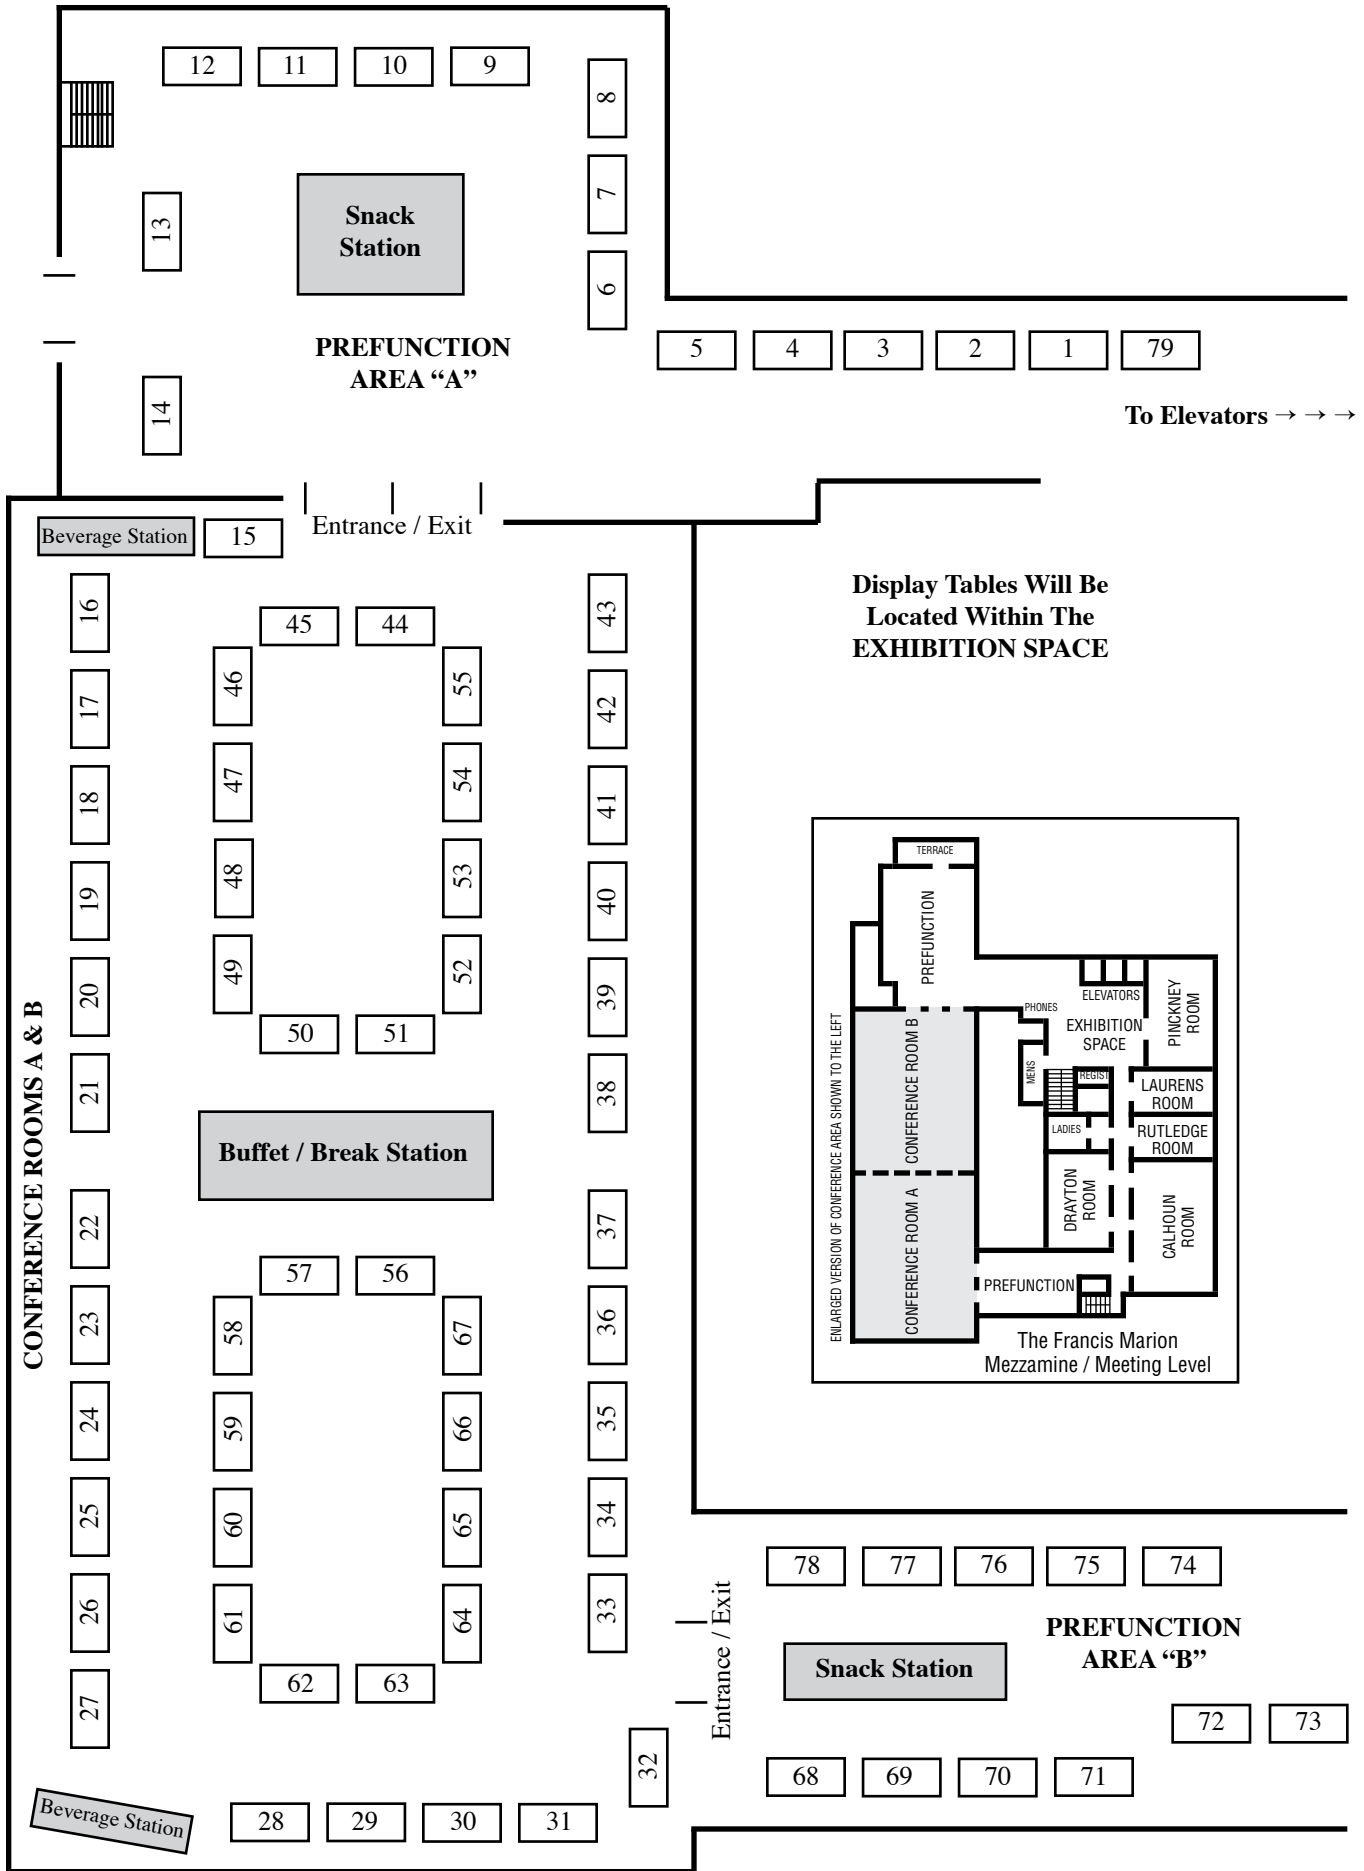 12 11 10 9
8
7
6
13
14
Snack
Station
PREFUNCTION
AREA “A”
5 4 3 2 1 79
To Elevators → → →
Entrance / Exit
Beverage Station
15
16
17
18
19
20
21
22
23
24
25
26
27
CONFERENCE ROOMS A & B
45 44
46
47
48
49
55
54
53
52
50 51
43
42
41
40
39
38
37
36
35
34
33
Buffet / Break Station
57 56
58
59
60
61
67
66
65
64
62 63
32
Beverage Station
28 29 30 31
Display Tables Will Be
Located Within The
EXHIBITION SPACE
TERRACE
PREFUNCTION
PHONES
ELEVATORS
EXHIBITION
SPACE
PINCKNEY
ROOM
MENS
REGIST
LAURENS
ROOM
LADIES
RUTLEDGE
ROOM
DRAYTON
ROOM
CALHOUN
ROOM
CONFERENCE ROOM B
CONFERENCE ROOM A
PREFUNCTION
ENLARGED VERSION OF CONFERENCE AREA SHOWN TO THE LEFT
The Francis Marion
Mezzamine / Meeting Level
78 77 76 75 74
Entrance / Exit
PREFUNCTION
AREA “B”
Snack Station
72 73
68 69 70 71